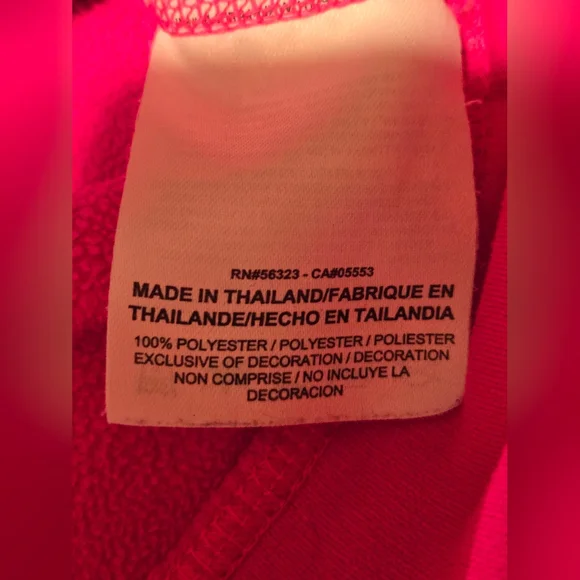 RN#56323 - CA#05553
MADE IN THAILAND/FABRIQUE EN
THAILANDE/HECHO EN TAILANDIA
100% POLYESTER / POLYESTER / POLIESTER
EXCLUSIVE OF DECORATION / DECORATION
NON COMPRISE / NO INCLUYE LA
DECORACION